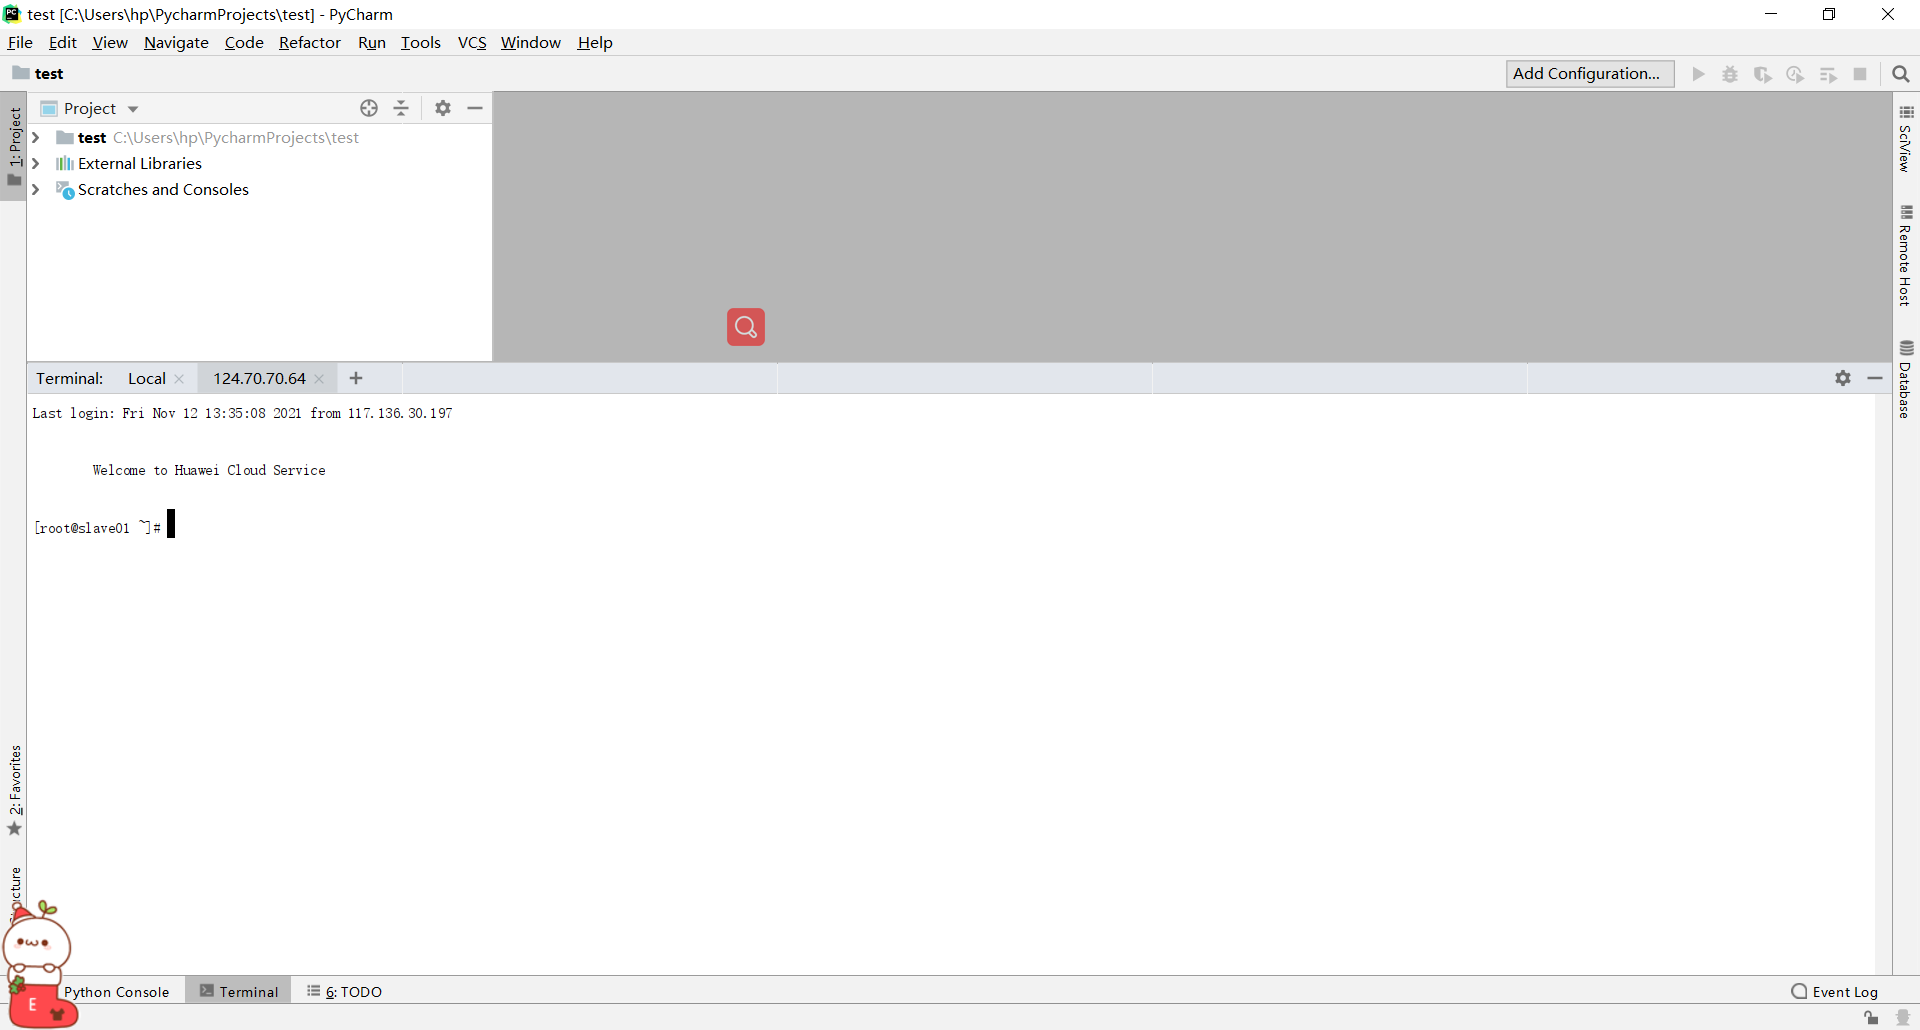 test [C:\Users\hp\PycharmProjects\test] - PyCharm
File Edit View Navigate Code Refactor Run Tools VCS Window Help
test
Add Configuration...
1: Project
Project
test C:\Users\hp\PycharmProjects\test
External Libraries
Scratches and Consoles
SciView
Remote Host
Database
Terminal: Local 124.70.70.64
Last login: Fri Nov 12 13:35:08 2021 from 117.136.30.197
Welcome to Huawei Cloud Service
[root@slave01 ~]#
2: Favorites
E
Python Console
Terminal
6: TODO
Event Log